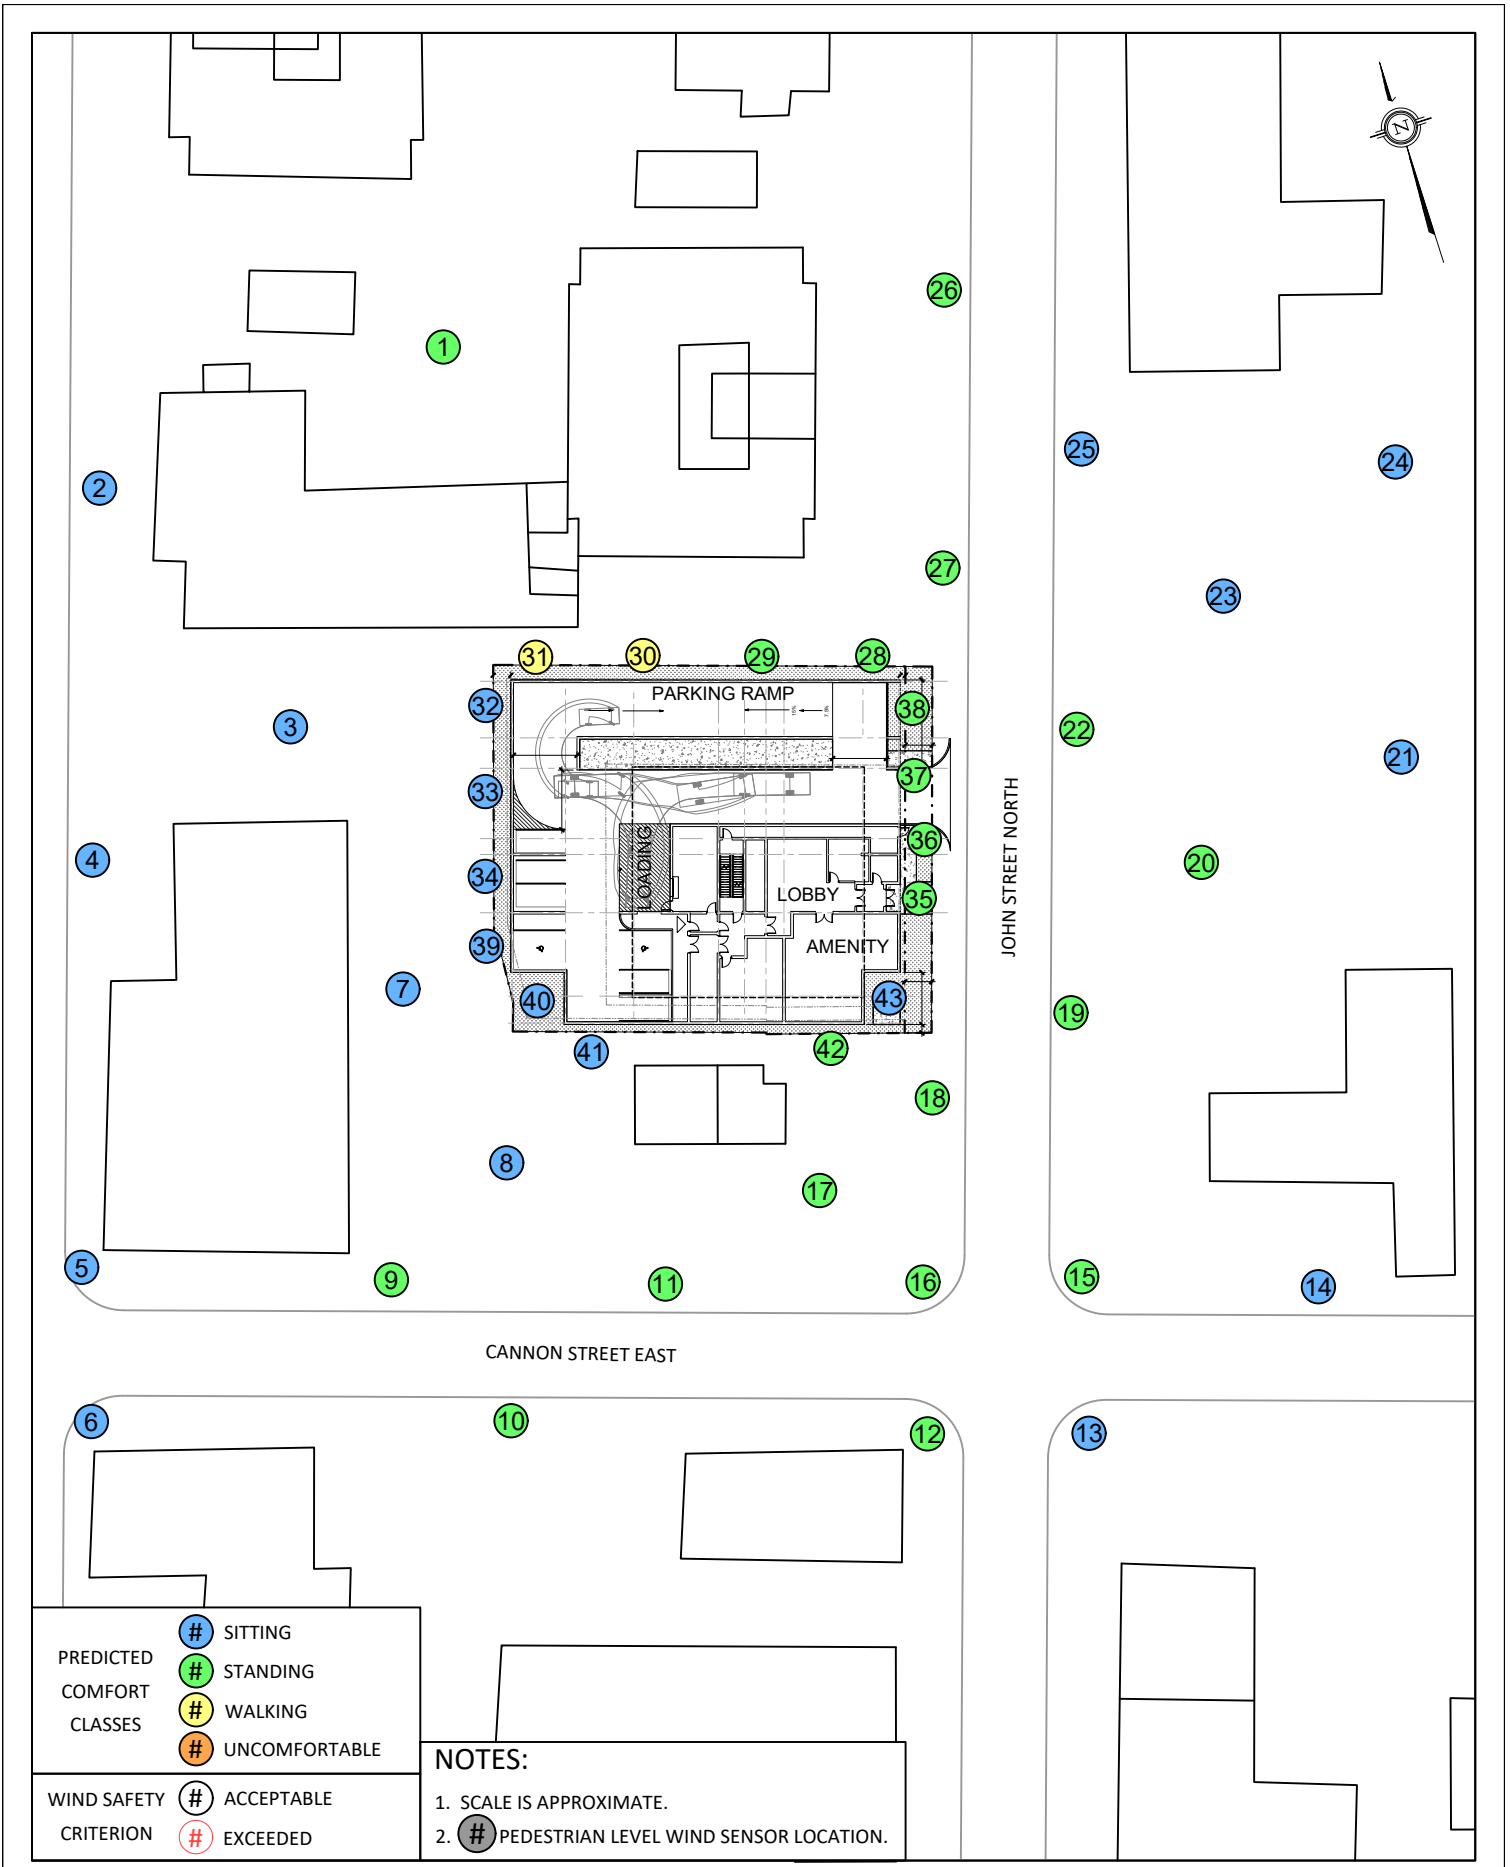 N
26
1
25
24
2
27
23
31
30
29
28
PARKING RAMP
32
38
3
22
21
37
33
JOHN STREET NORTH
36
4
20
34
LOADING
LOBBY
35
39
AMENITY
7
40
43
19
41
42
18
8
17
5
9
11
16
15
14
CANNON STREET EAST
6
10
12
13
PREDICTED
COMFORT
CLASSES
# SITTING
# STANDING
# WALKING
# UNCOMFORTABLE
WIND SAFETY
CRITERION
# ACCEPTABLE
# EXCEEDED
NOTES:
1. SCALE IS APPROXIMATE.
2. # PEDESTRIAN LEVEL WIND SENSOR LOCATION.